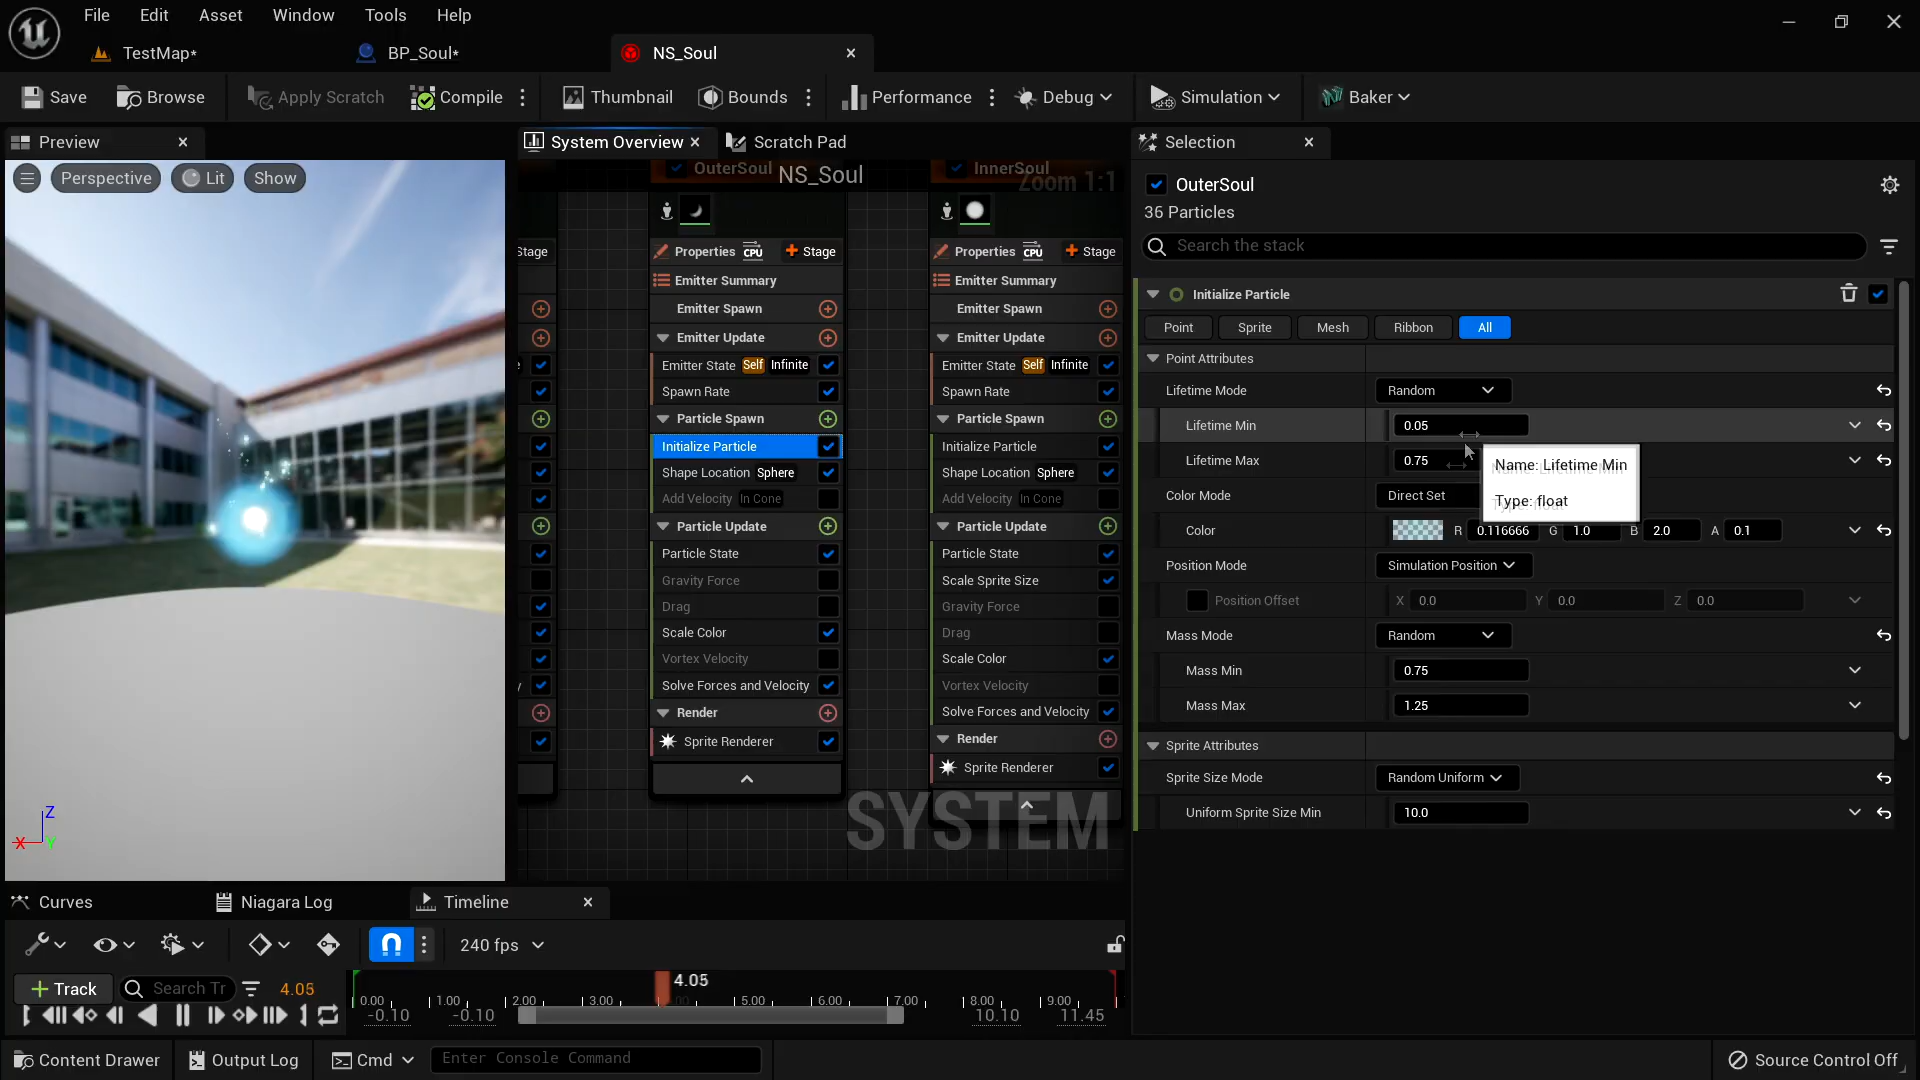 File Edit Asset Window Tools Help
TestMap* BP_Soul* NS_Soul
Save Browse Apply Scratch Compile Thumbnail Bounds Performance Debug Simulation Baker
Preview System Overview Scratch Pad Selection
Perspective Lit Show
OuterSoul NS_Soul InnerSoul
Zoom 1:1
OuterSoul
36 Particles
Search the stack
Stage Properties CPU Stage Properties CPU Stage
Emitter Summary Emitter Summary
Emitter Spawn Emitter Spawn
Emitter Update Emitter Update
Emitter State Self Infinite Emitter State Self Infinite
Spawn Rate Spawn Rate
Particle Spawn Particle Spawn
Initialize Particle Initialize Particle
Shape Location Sphere Shape Location Sphere
Add Velocity In Cone Add Velocity In Cone
Particle Update Particle Update
Particle State Particle State
Gravity Force Scale Sprite Size
Drag Gravity Force
Scale Color Drag
Vortex Velocity Scale Color
Solve Forces and Velocity Vortex Velocity
Render Solve Forces and Velocity
Sprite Renderer Render
Sprite Renderer
SYSTEM
Initialize Particle
Point Sprite Mesh Ribbon All
Point Attributes
Lifetime Mode Random
Lifetime Min 0.05
Lifetime Max 0.75
Name: Lifetime Min
Type: float
Color Mode Direct Set
Color R 0.116666 G 1.0 B 2.0 A 0.1
Position Mode Simulation Position
Position Offset X 0.0 Y 0.0 Z 0.0
Mass Mode Random
Mass Min 0.75
Mass Max 1.25
Sprite Attributes
Sprite Size Mode Random Uniform
Uniform Sprite Size Min 10.0
Z
X Y
Curves Niagara Log Timeline
240 fps
Track Search Tr 4.05
4.05
0.00 1.00 2.00 3.00 5.00 6.00 7.00 8.00 9.00
-0.10 -0.10 10.10 11.45
Content Drawer Output Log Cmd Enter Console Command Source Control Off